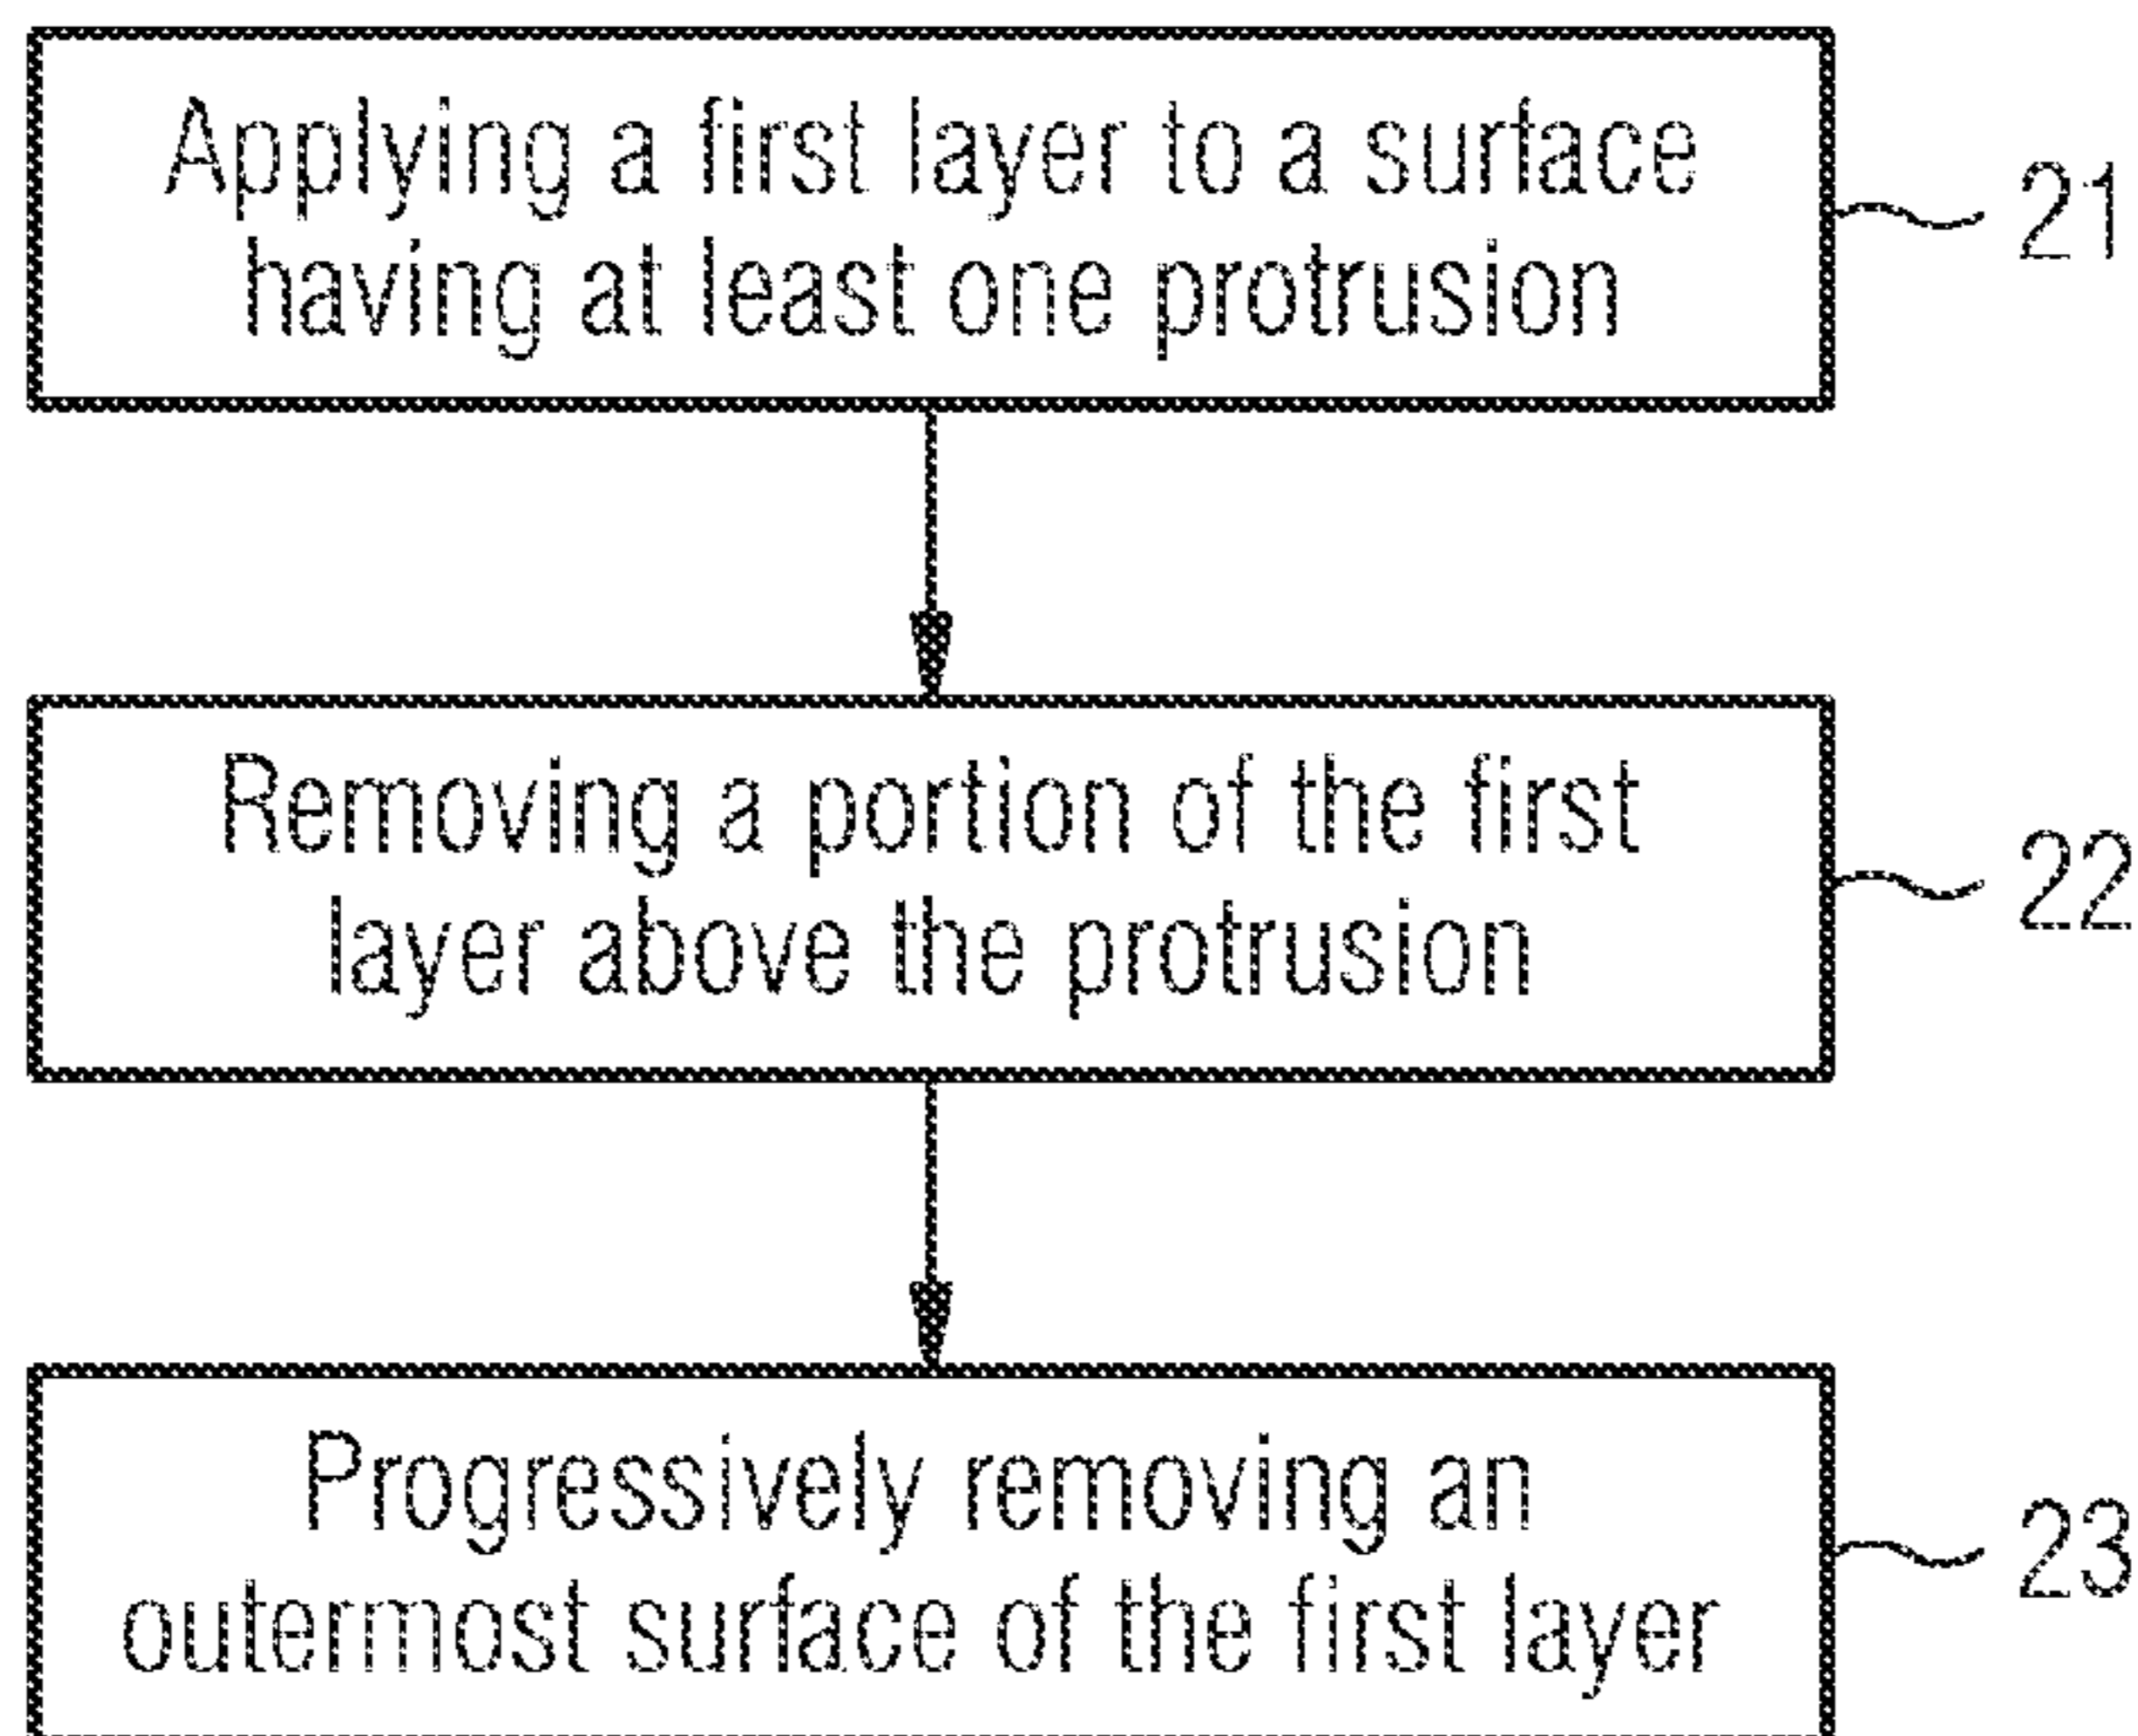 Applying a first layer to a surface
having at least one protrusion
21
Removing a portion of the first
layer above the protrusion
22
Progressively removing an
outermost surface of the first layer
23